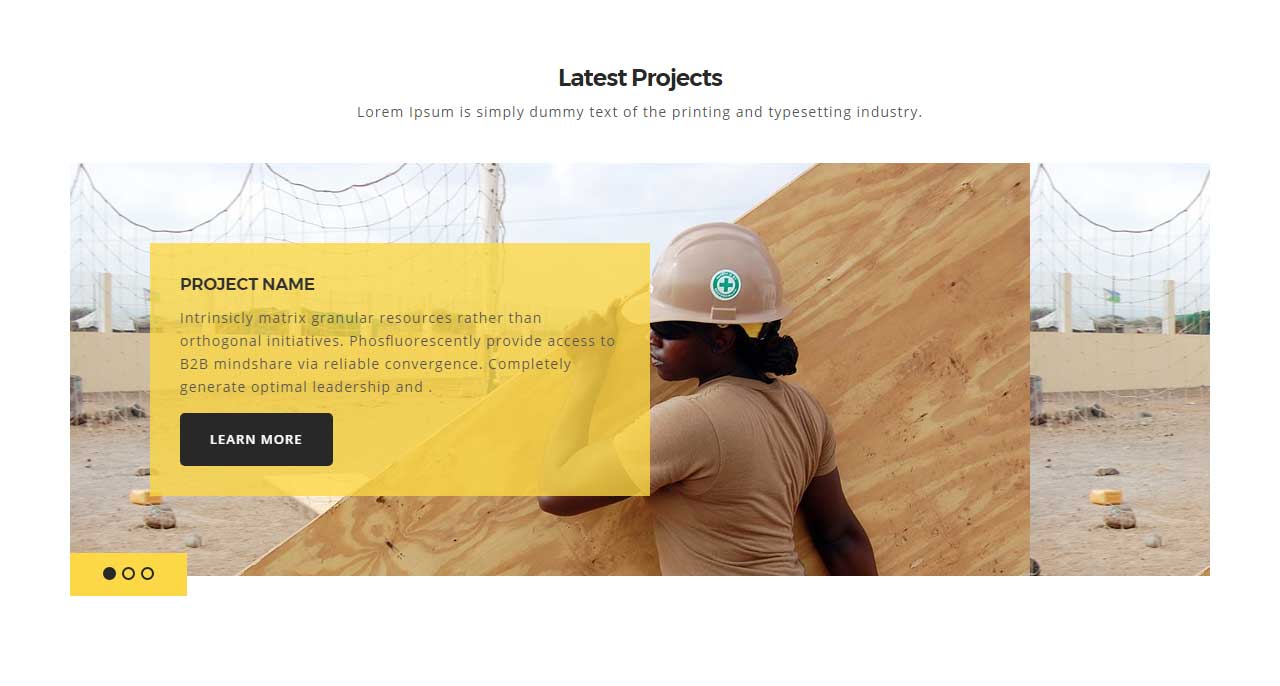 Latest Projects
Lorem Ipsum is simply dummy text of the printing and typesetting industry.
PROJECT NAME
Intrinsicly matrix granular resources rather than
orthogonal initiatives. Phosfluorescently provide access to
B2B mindshare via reliable convergence. Completely
generate optimal leadership and .
LEARN MORE